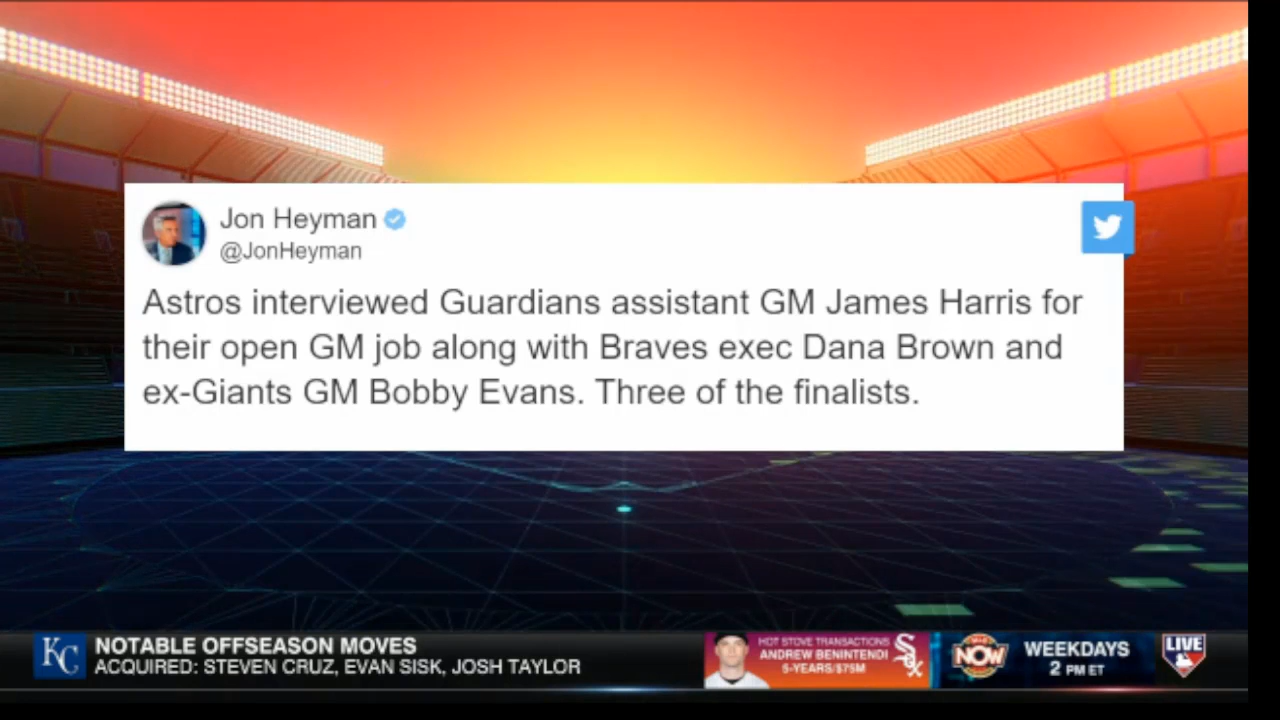 Jon Heyman
@JonHeyman
Astros interviewed Guardians assistant GM James Harris for
their open GM job along with Braves exec Dana Brown and
ex-Giants GM Bobby Evans. Three of the finalists.
KC
NOTABLE OFFSEASON MOVES
ACQUIRED: STEVEN CRUZ, EVAN SISK, JOSH TAYLOR
HOT STOVE TRANSACTIONS
ANDREW BENINTENDI
5-YEARS/$75M
Sox
MLB
NOW
WEEKDAYS
2 PM ET
LIVE